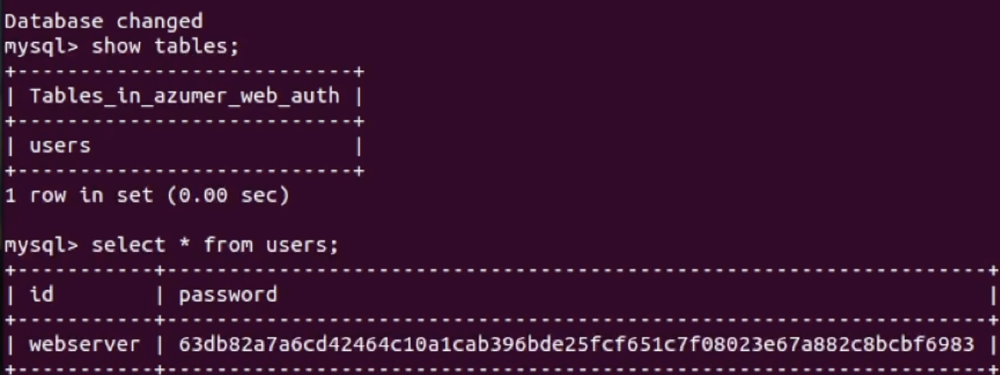 Database changed
mysql> show tables;
+---------------------------+
| Tables_in_azumer_web_auth |
+---------------------------+
| users                     |
+---------------------------+
1 row in set (0.00 sec)
mysql> select * from users;
+-----------+------------------------------------------------------------------+
| id        | password                                                         |
+-----------+------------------------------------------------------------------+
| webserver | 63db82a7a6cd42464c10a1cab396bde25fcf651c7f08023e67a882c8bcbf6983 |
+-----------+------------------------------------------------------------------+